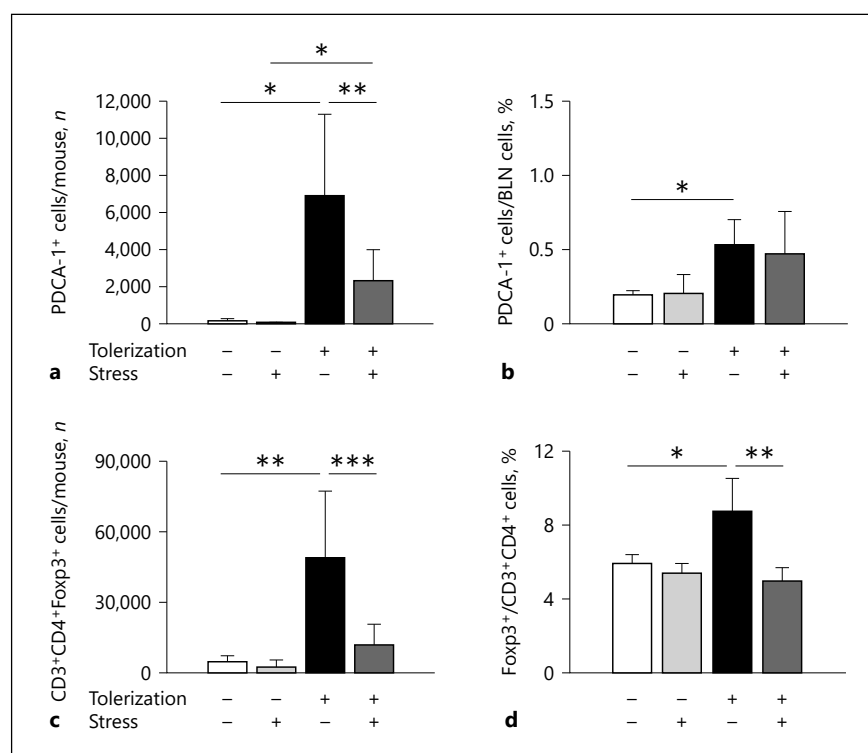 PDCA-1⁺ cells/mouse, n
12,000
10,000
8,000
6,000
4,000
2,000
0
*
*
**
Tolerization – – + +
Stress – + – +
a
PDCA-1⁺ cells/BLN cells, %
1.5
1.0
0.5
0
*
– – + +
– + – +
b
CD3⁺CD4⁺Foxp3⁺ cells/mouse, n
90,000
60,000
30,000
0
**
***
Tolerization – – + +
Stress – + – +
c
Foxp3⁺/CD3⁺CD4⁺ cells, %
12
8
4
0
*
**
– – + +
– + – +
d